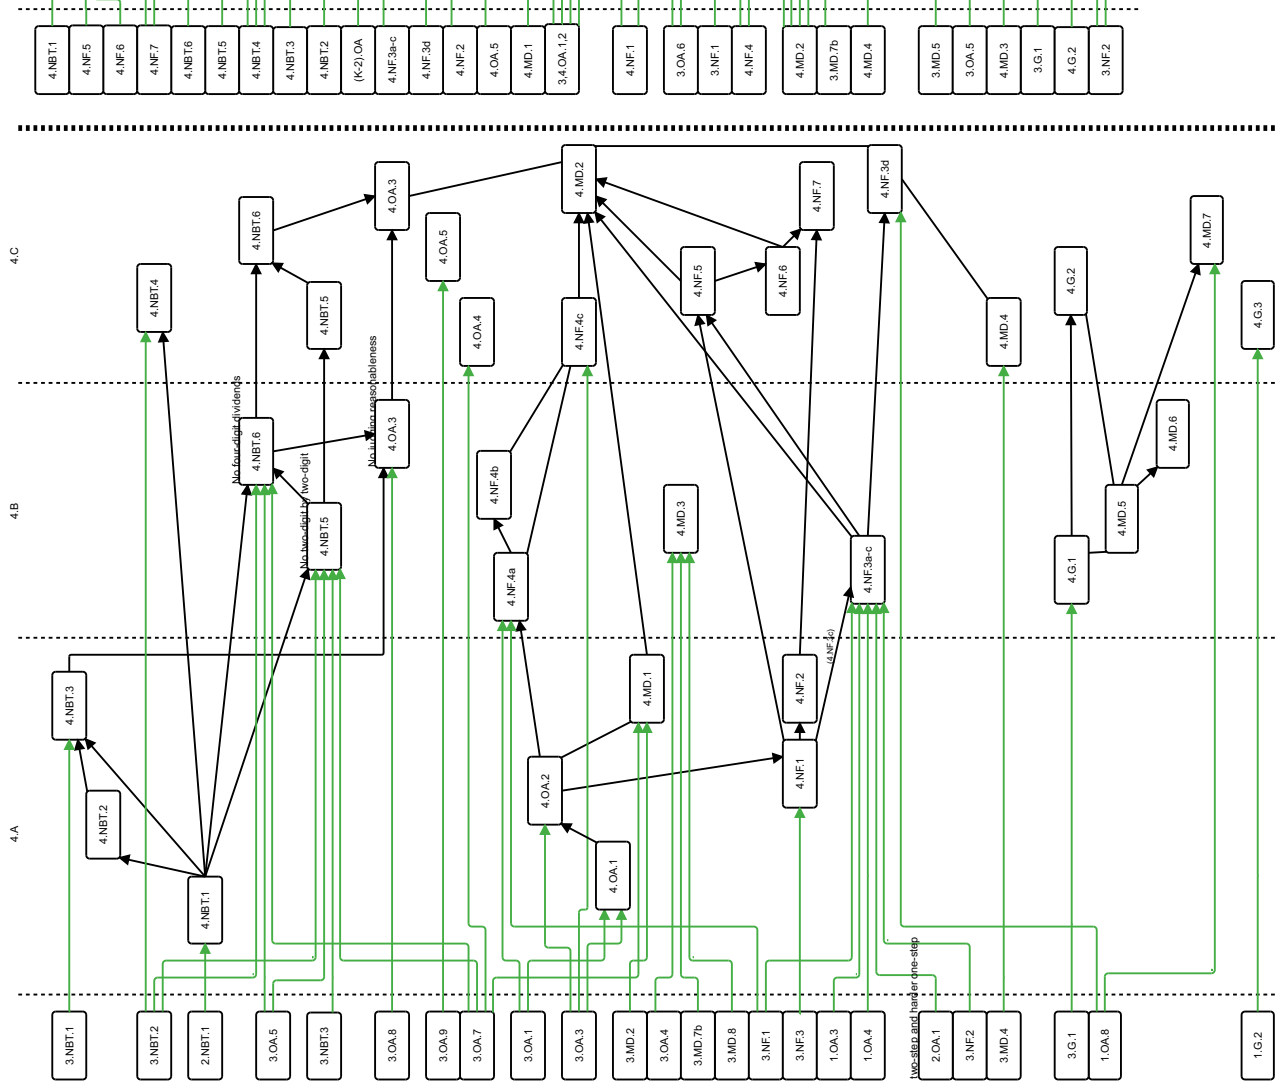 4.NBT.1
4.NF.5
4.NF.6
4.NF.7
4.NBT.6
4.NBT.5
4.NBT.4
4.NBT.3
4.NBT.2
(K-2).OA
4.NF.3a-c
4.NF.3d
4.NF.2
4.OA.5
4.MD.1
3,4.OA.1,2
4.NF.1
3.OA.6
3.NF.1
4.NF.4
4.MD.2
3.MD.7b
4.MD.4
3.MD.5
3.OA.5
4.MD.3
3.G.1
4.G.2
3.NF.2
4.C
4.NBT.4
4.NBT.6
4.NBT.5
4.OA.3
4.OA.5
4.OA.4
4.MD.2
4.NF.4c
4.NF.5
4.NF.6
4.NF.7
4.NF.3d
4.MD.4
4.G.2
4.MD.7
4.G.3
4.B
No four-digit dividends
4.NBT.6
No two-digit by two-digit
4.NBT.5
No judging reasonableness
4.OA.3
4.NF.4b
4.NF.4a
4.MD.3
4.NF.3a-c
4.G.1
4.MD.5
4.MD.6
4.A
4.NBT.3
4.NBT.2
4.NBT.1
4.OA.2
4.OA.1
4.MD.1
4.NF.2
4.NF.1
(4.NF.3c)
3.NBT.1
3.NBT.2
2.NBT.1
3.OA.5
3.NBT.3
3.OA.8
3.OA.9
3.OA.7
3.OA.1
3.OA.3
3.MD.2
3.OA.4
3.MD.7b
3.MD.8
3.NF.1
3.NF.3
1.OA.3
1.OA.4
two-step and harder one-step
2.OA.1
3.NF.2
3.MD.4
3.G.1
1.OA.8
1.G.2